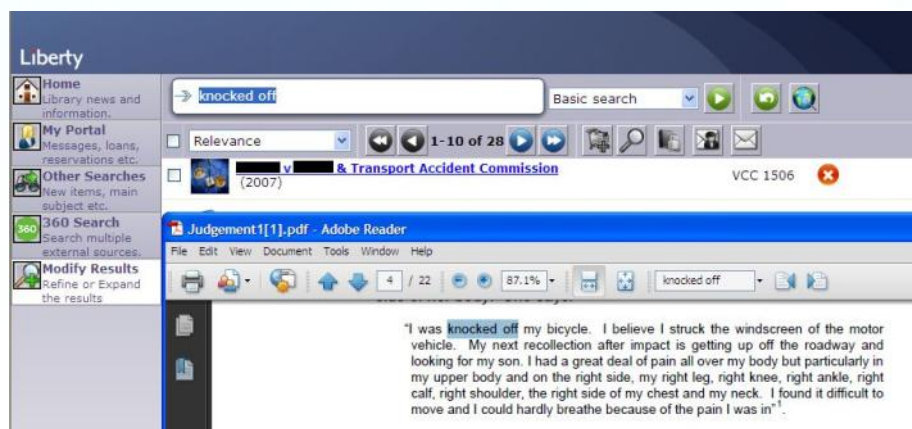 Liberty
Home
Library news and
information.
My Portal
Messages, loans,
reservations etc.
Other Searches
New items, main
subject etc.
360
360 Search
Search multiple
external sources.
Modify Results
Refine or Expand
the results
knocked off
Basic search
Relevance
1-10 of 28
v & Transport Accident Commission
(2007)
VCC 1506
Judgement1[1].pdf - Adobe Reader
File Edit View Document Tools Window Help
4 / 22 87.1% knocked off
"I was knocked off my bicycle. I believe I struck the windscreen of the motor
vehicle. My next recollection after impact is getting up off the roadway and
looking for my son. I had a great deal of pain all over my body but particularly in
my upper body and on the right side, my right leg, right knee, right ankle, right
calf, right shoulder, the right side of my chest and my neck. I found it difficult to
move and I could hardly breathe because of the pain I was in"1.